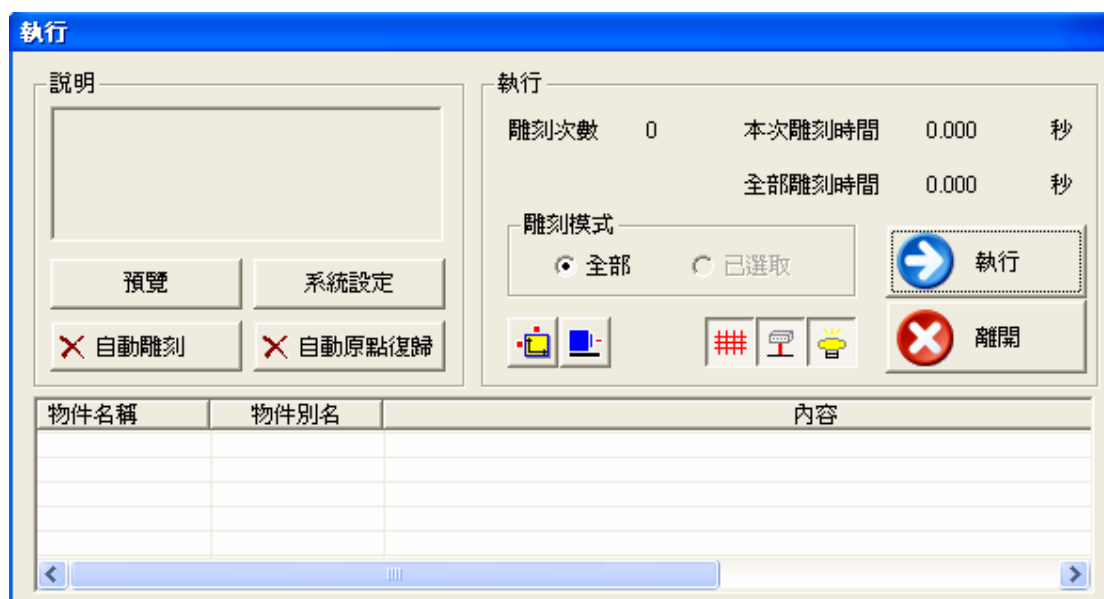 執行
說明
預覽
系統設定
自動雕刻
自動原點復歸
執行
雕刻次數 0 本次雕刻時間 0.000 秒
全部雕刻時間 0.000 秒
雕刻模式
全部 已選取
執行
離開
物件名稱 物件別名 內容